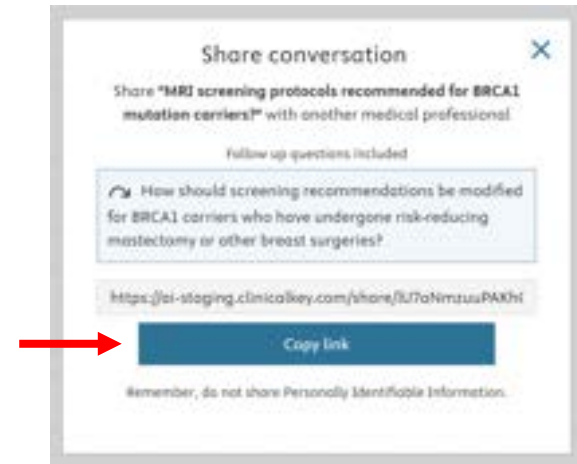 Share conversation
Share "MRI screening protocols recommended for BRCA1
mutation carriers?" with another medical professional
Follow up questions included
How should screening recommendations be modified
for BRCA1 carriers who have undergone risk-reducing
mastectomy or other breast surgeries?
https://ai-staging.clinicalkey.com/share/
Copy link
Remember, do not share Personally Identifiable Information.